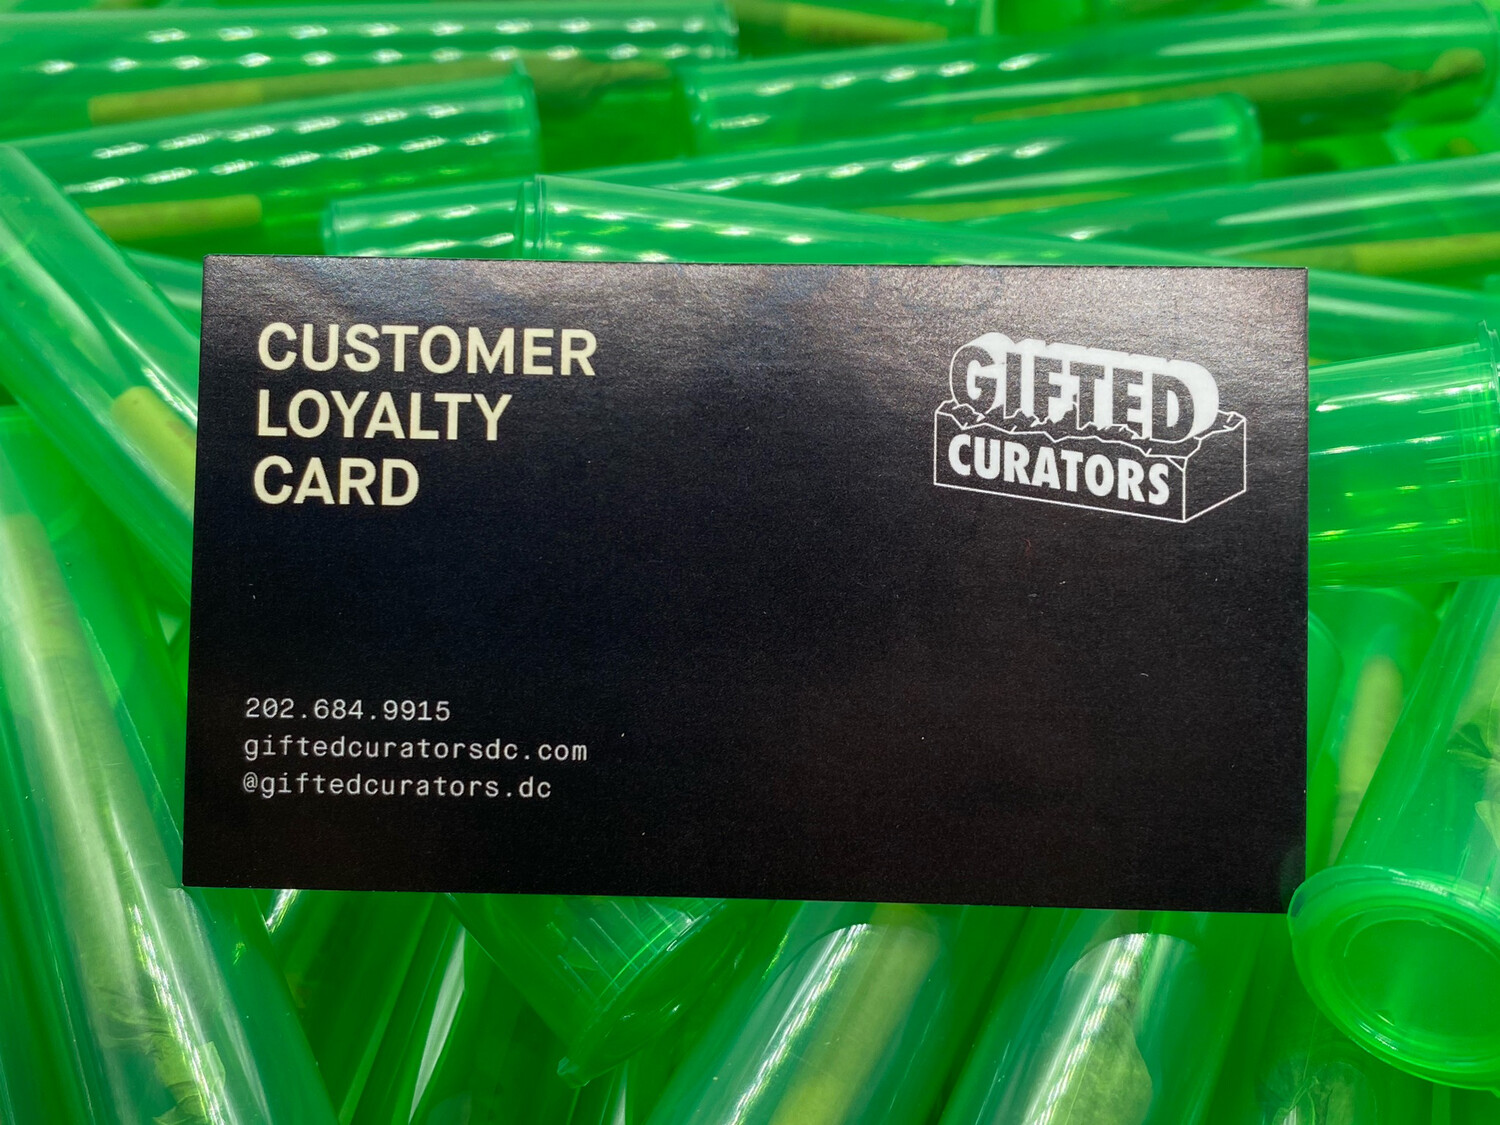 CUSTOMER
LOYALTY
CARD
GIFTED
CURATORS
202.684.9915
giftedcuratorsdc.com
@giftedcurators.dc